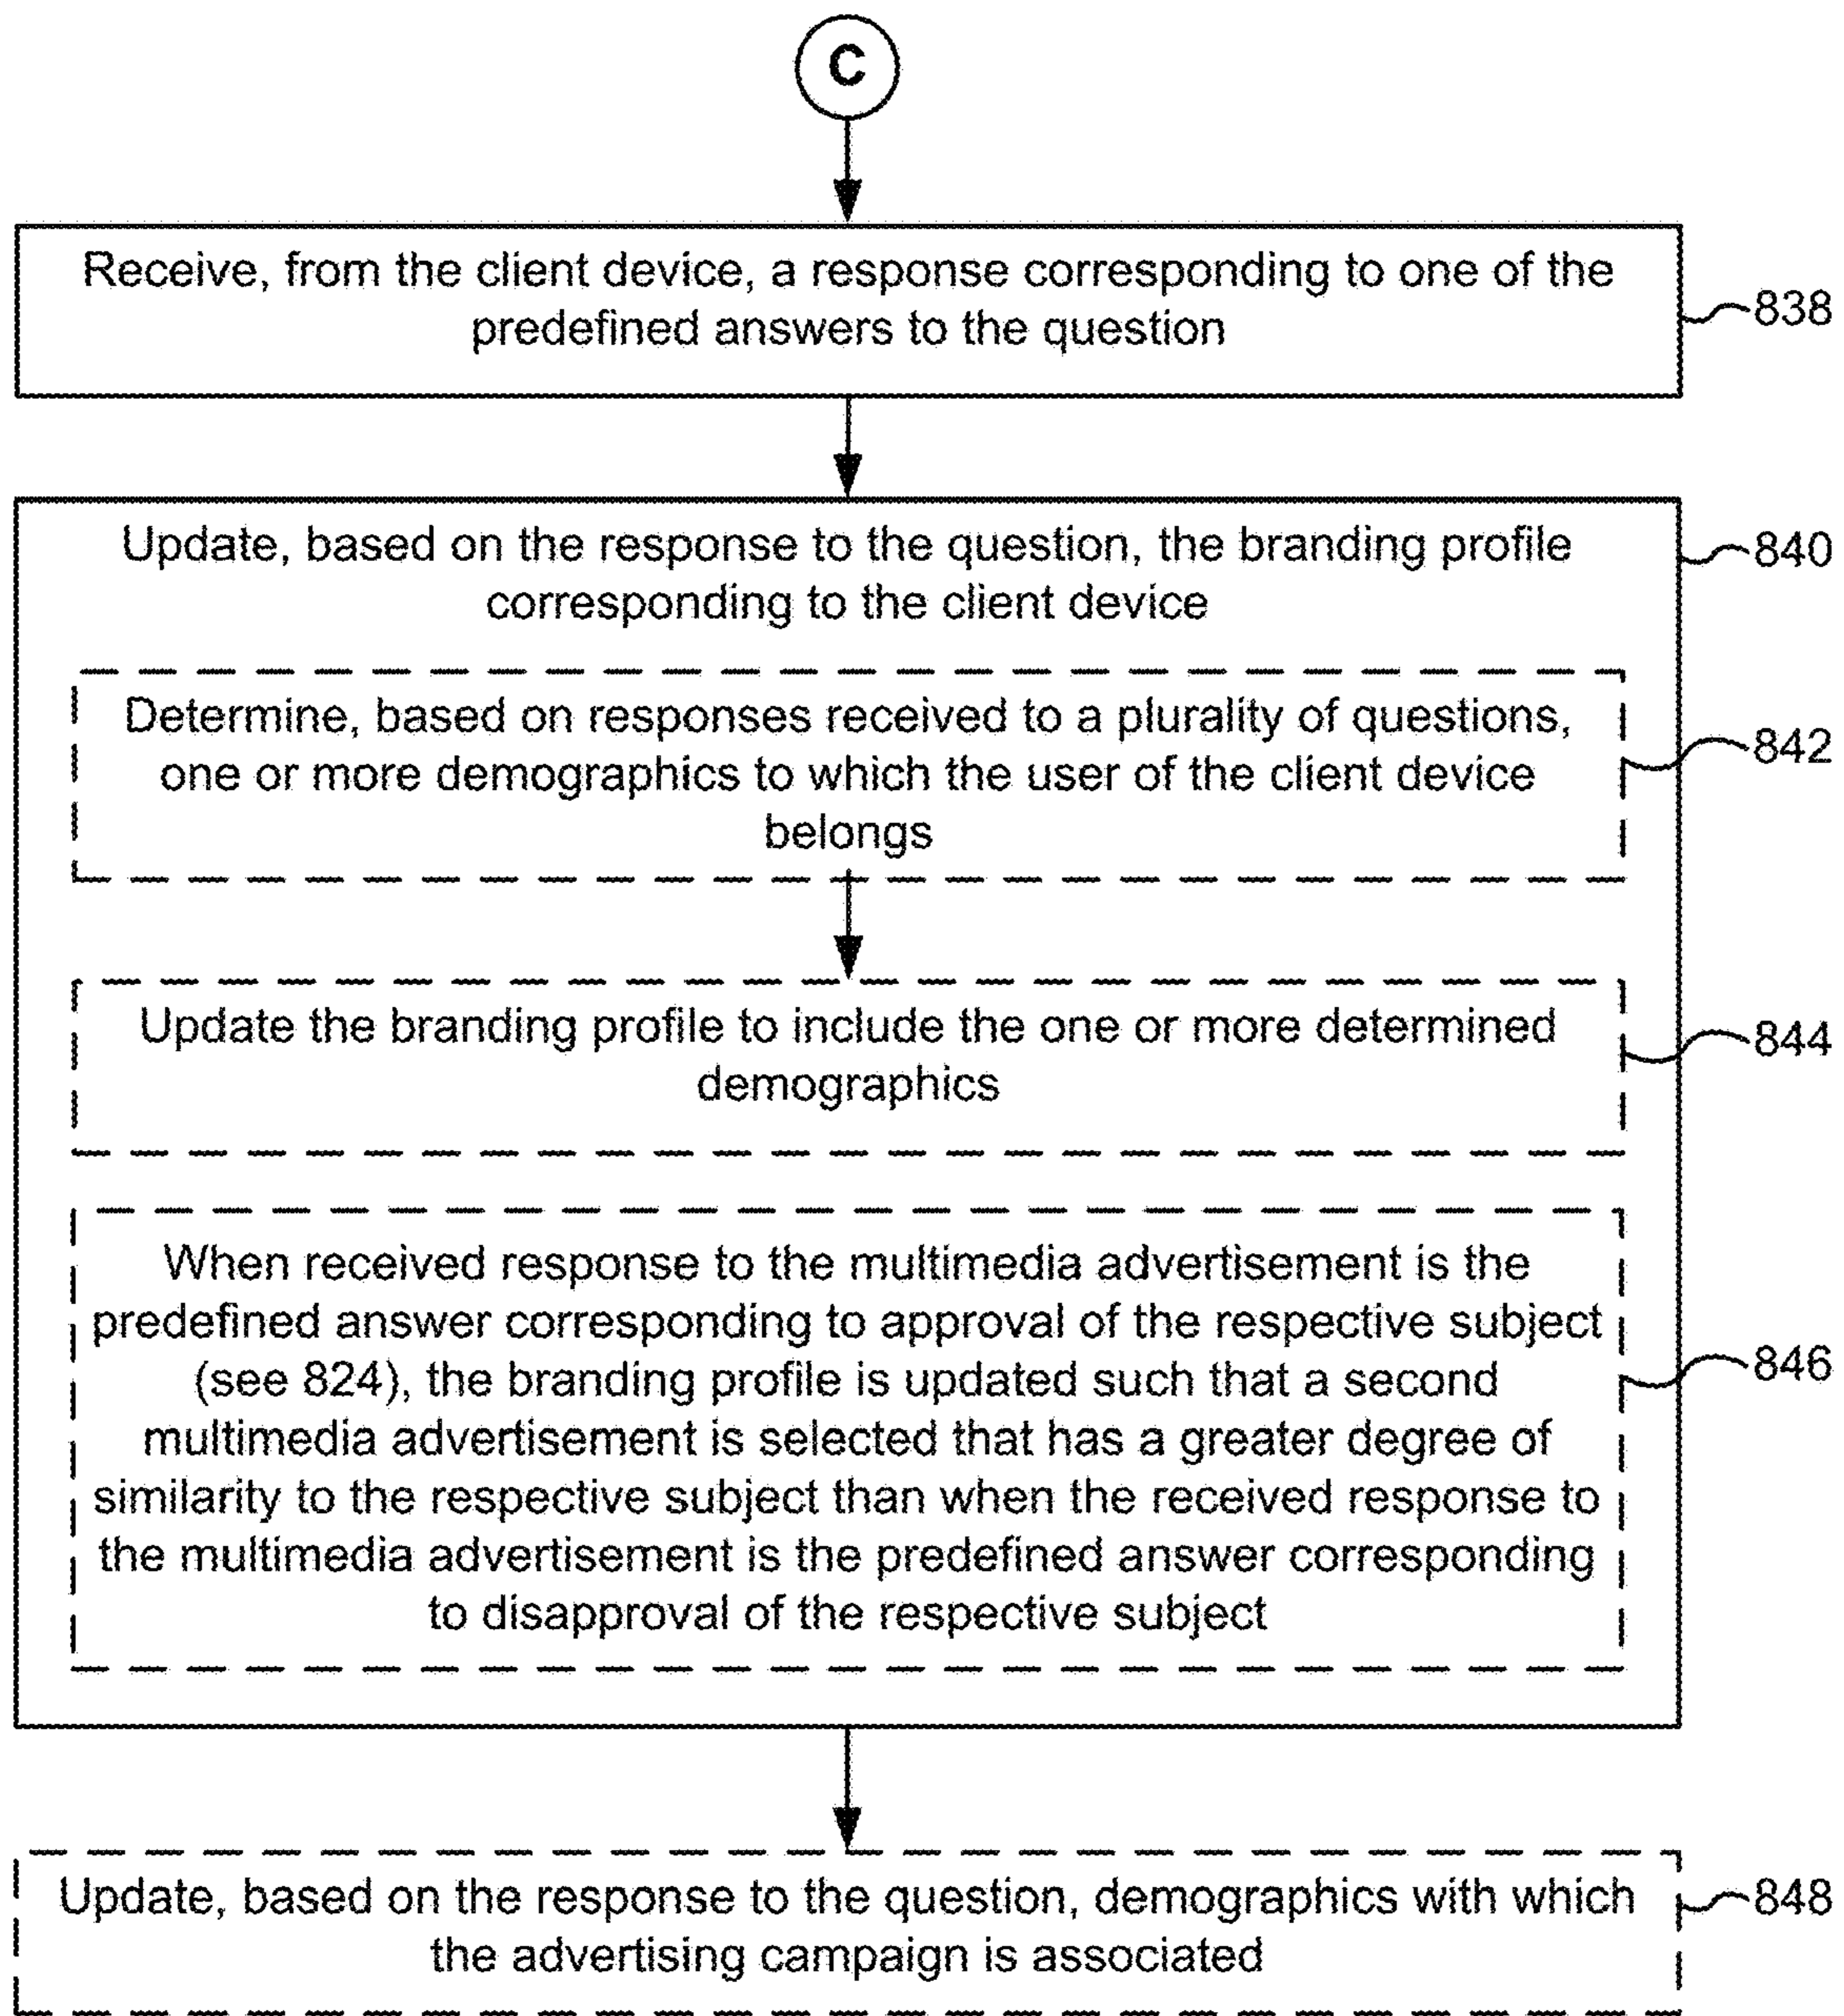 C
Receive, from the client device, a response corresponding to one of the
predefined answers to the question
838
Update, based on the response to the question, the branding profile
corresponding to the client device
840
Determine, based on responses received to a plurality of questions,
one or more demographics to which the user of the client device
belongs
842
Update the branding profile to include the one or more determined
demographics
844
When received response to the multimedia advertisement is the
predefined answer corresponding to approval of the respective subject
(see 824), the branding profile is updated such that a second
multimedia advertisement is selected that has a greater degree of
similarity to the respective subject than when the received response to
the multimedia advertisement is the predefined answer corresponding
to disapproval of the respective subject
846
Update, based on the response to the question, demographics with which
the advertising campaign is associated
848